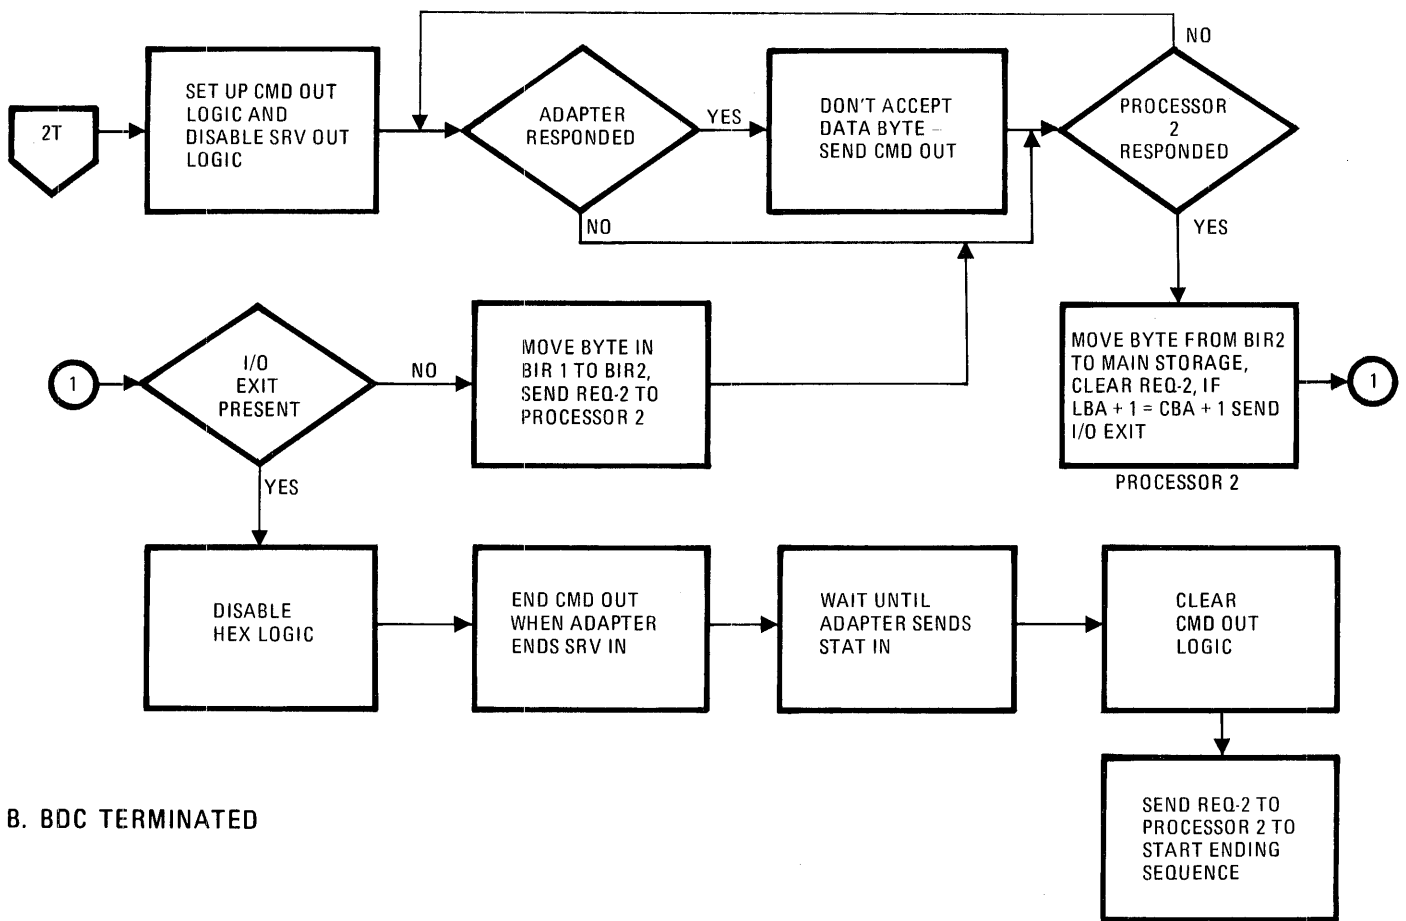 NO
2T
SET UP CMD OUT
LOGIC AND
DISABLE SRV OUT
LOGIC
ADAPTER
RESPONDED
YES
DON'T ACCEPT
DATA BYTE –
SEND CMD OUT
PROCESSOR
2
RESPONDED
NO
YES
1
I/O
EXIT
PRESENT
NO
MOVE BYTE IN
BIR 1 TO BIR2,
SEND REQ-2 TO
PROCESSOR 2
MOVE BYTE FROM BIR2
TO MAIN STORAGE,
CLEAR REQ-2, IF
LBA + 1 = CBA + 1 SEND
I/O EXIT
1
PROCESSOR 2
YES
DISABLE
HEX LOGIC
END CMD OUT
WHEN ADAPTER
ENDS SRV IN
WAIT UNTIL
ADAPTER SENDS
STAT IN
CLEAR
CMD OUT
LOGIC
SEND REQ-2 TO
PROCESSOR 2 TO
START ENDING
SEQUENCE
B. BDC TERMINATED